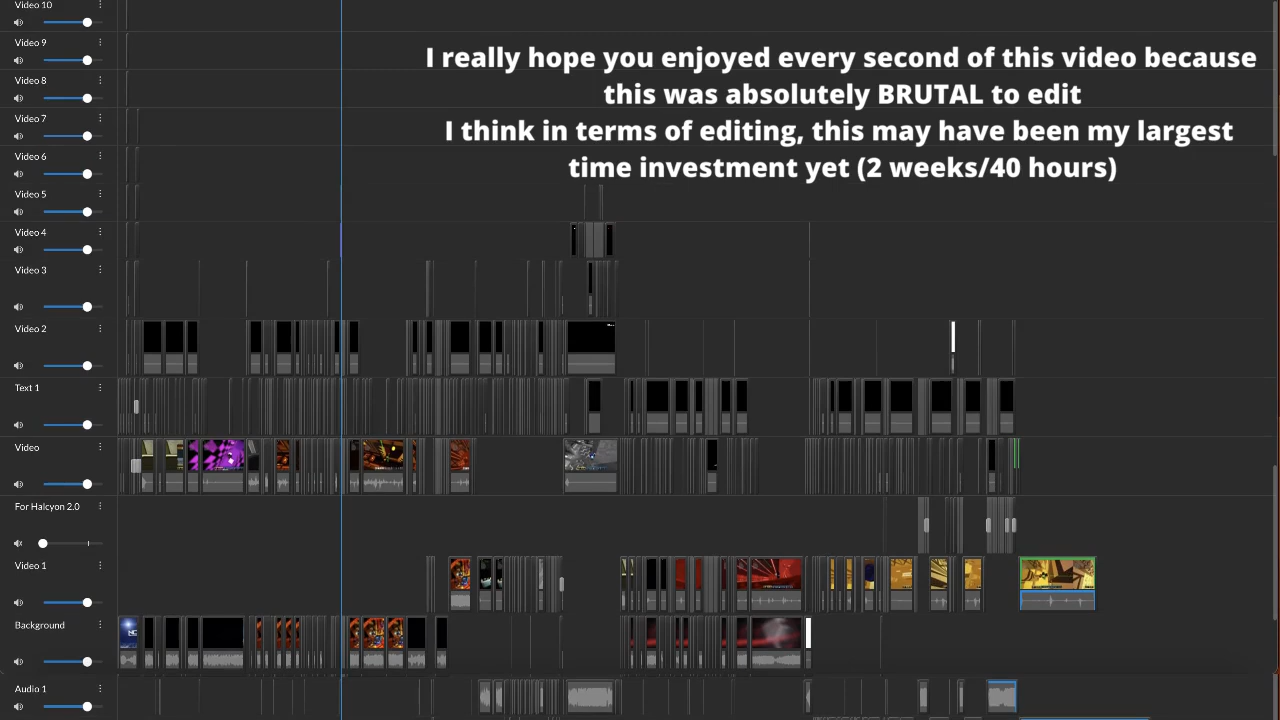 Video 10
Video 9
I really hope you enjoyed every second of this video because
this was absolutely BRUTAL to edit
I think in terms of editing, this may have been my largest
time investment yet (2 weeks/40 hours)
Video 8
Video 7
Video 6
Video 5
Video 4
Video 3
Video 2
Text 1
Video
For Halcyon 2.0
Video 1
Background
Audio 1